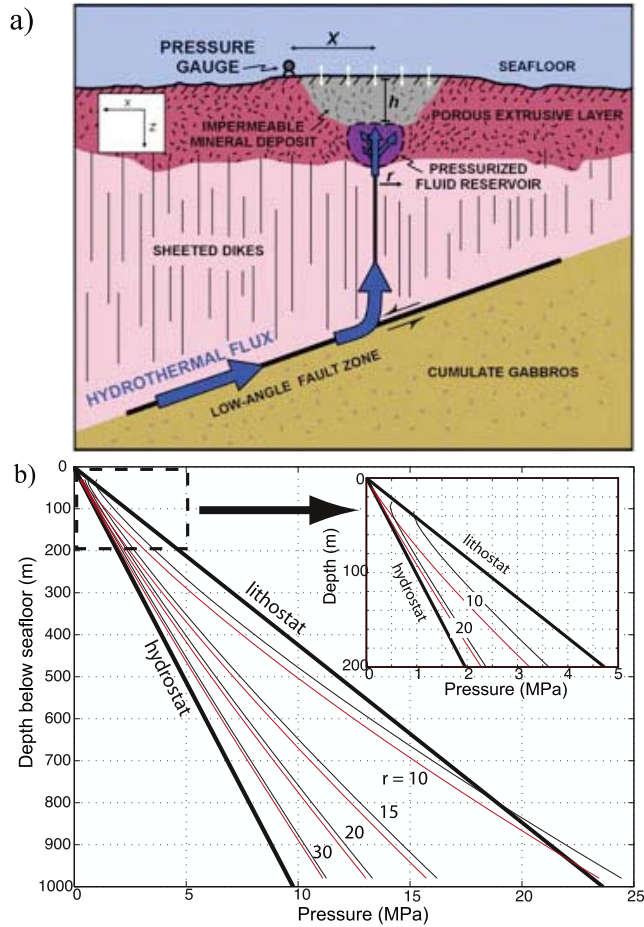 a)
PRESSURE
GAUGE
X
SEAFLOOR
x
z
h
IMPERMEABLE
MINERAL DEPOSIT
POROUS EXTRUSIVE LAYER
r
PRESSURIZED
FLUID RESERVOIR
SHEETED DIKES
HYDROTHERMAL FLUX
LOW-ANGLE FAULT ZONE
CUMULATE GABBROS
b)
0
100
200
300
400
500
600
700
800
900
1000
Depth below seafloor (m)
0
5
10
15
20
25
Pressure (MPa)
lithostat
hydrostat
r = 10
15
20
30
0
100
200
Depth (m)
0
1
2
3
4
5
Pressure (MPa)
lithostat
hydrostat
10
20